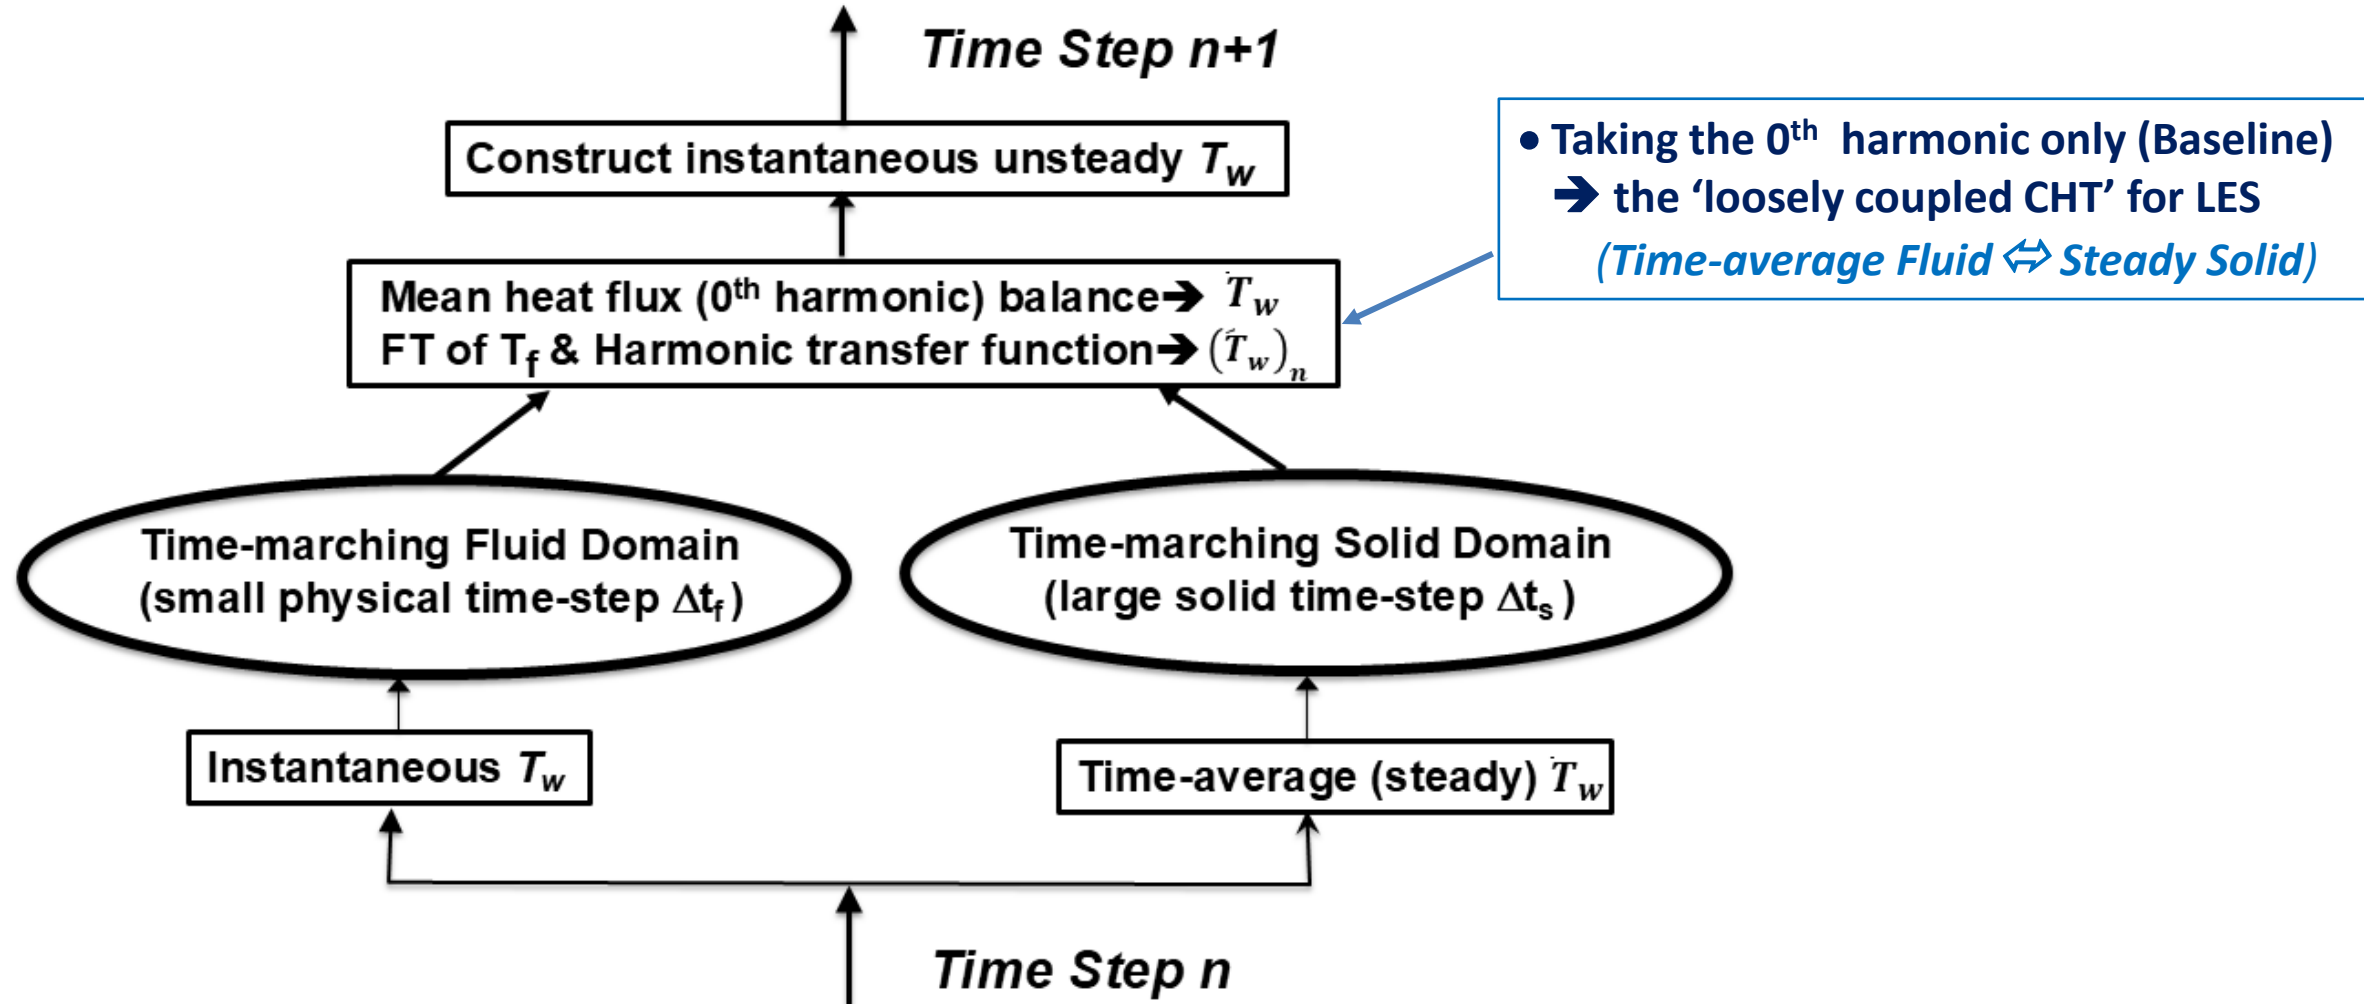 Time Step n+1
Construct instantaneous unsteady Tw
• Taking the 0th harmonic only (Baseline)
➔ the ‘loosely coupled CHT’ for LES
(Time-average Fluid ⇔ Steady Solid)
Mean heat flux (0th harmonic) balance➔ Tw
FT of Tf & Harmonic transfer function➔ (Tw)n
Time-marching Fluid Domain
(small physical time-step Δtf)
Time-marching Solid Domain
(large solid time-step Δts)
Instantaneous Tw
Time-average (steady) Tw
Time Step n